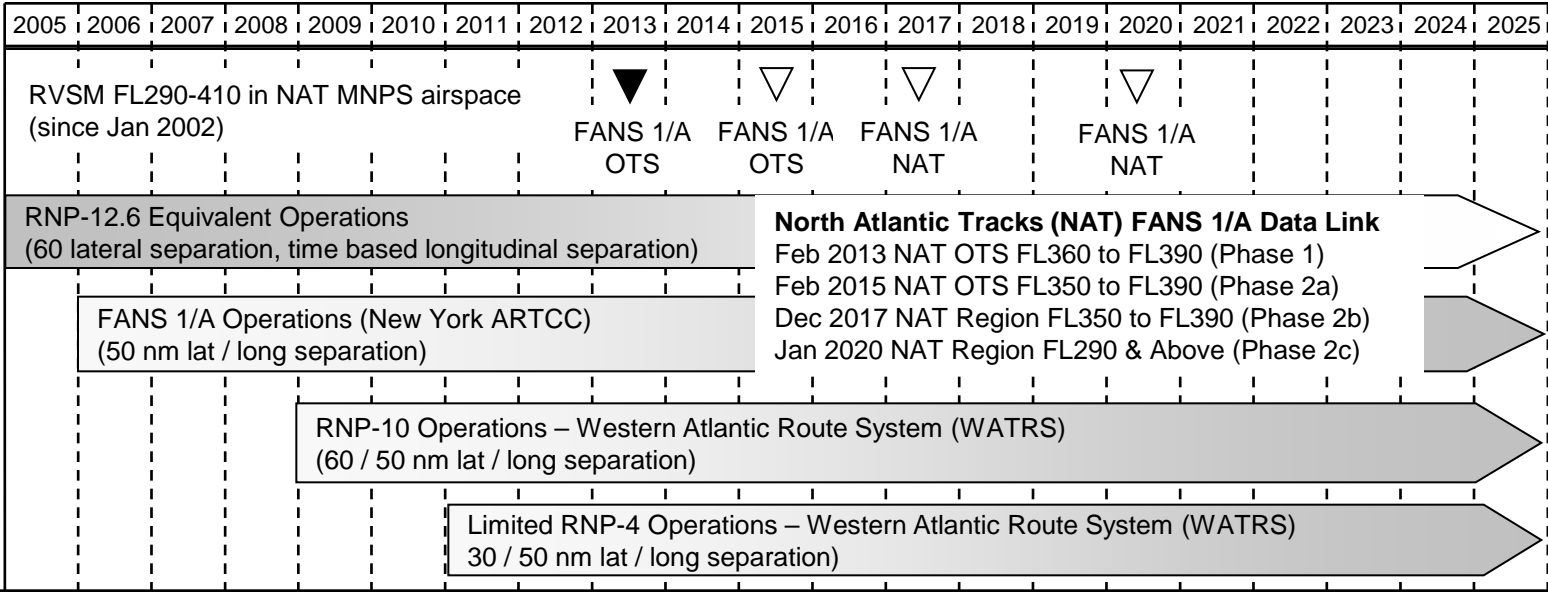 2005 2006 2007 2008 2009 2010 2011 2012 2013 2014 2015 2016 2017 2018 2019 2020 2021 2022 2023 2024 2025
RVSM FL290-410 in NAT MNPS airspace
(since Jan 2002)
FANS 1/A
OTS
FANS 1/A
OTS
FANS 1/A
NAT
FANS 1/A
NAT
RNP-12.6 Equivalent Operations
(60 lateral separation, time based longitudinal separation)
North Atlantic Tracks (NAT) FANS 1/A Data Link
Feb 2013 NAT OTS FL360 to FL390 (Phase 1)
Feb 2015 NAT OTS FL350 to FL390 (Phase 2a)
Dec 2017 NAT Region FL350 to FL390 (Phase 2b)
Jan 2020 NAT Region FL290 & Above (Phase 2c)
FANS 1/A Operations (New York ARTCC)
(50 nm lat / long separation)
RNP-10 Operations – Western Atlantic Route System (WATRS)
(60 / 50 nm lat / long separation)
Limited RNP-4 Operations – Western Atlantic Route System (WATRS)
30 / 50 nm lat / long separation)